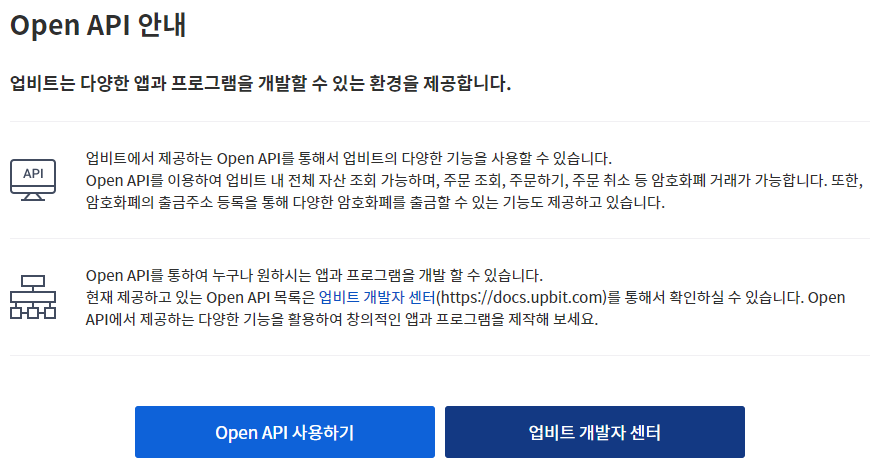 Open API 안내
업비트는 다양한 앱과 프로그램을 개발할 수 있는 환경을 제공합니다.
API
업비트에서 제공하는 Open API를 통해서 업비트의 다양한 기능을 사용할 수 있습니다.
Open API를 이용하여 업비트 내 전체 자산 조회 가능하며, 주문 조회, 주문하기, 주문 취소 등 암호화폐 거래가 가능합니다. 또한,
암호화폐의 출금주소 등록을 통해 다양한 암호화폐를 출금할 수 있는 기능도 제공하고 있습니다.
Open API를 통하여 누구나 원하시는 앱과 프로그램을 개발 할 수 있습니다.
현재 제공하고 있는 Open API 목록은 업비트 개발자 센터(https://docs.upbit.com)를 통해서 확인하실 수 있습니다. Open
API에서 제공하는 다양한 기능을 활용하여 창의적인 앱과 프로그램을 제작해 보세요.
Open API 사용하기
업비트 개발자 센터